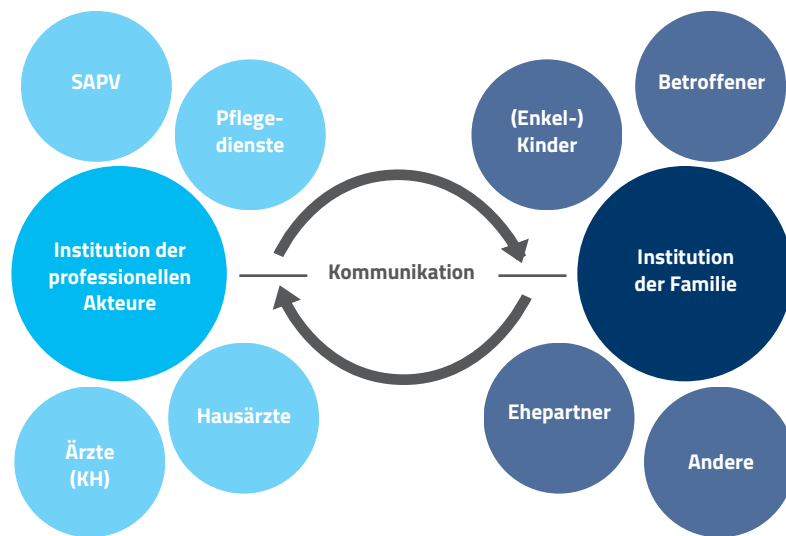 SAPV
Pflege-
dienste
Institution der
professionellen
Akteure
Hausärzte
Ärzte
(KH)
Kommunikation
(Enkel-)
Kinder
Betroffener
Institution
der Familie
Ehepartner
Andere